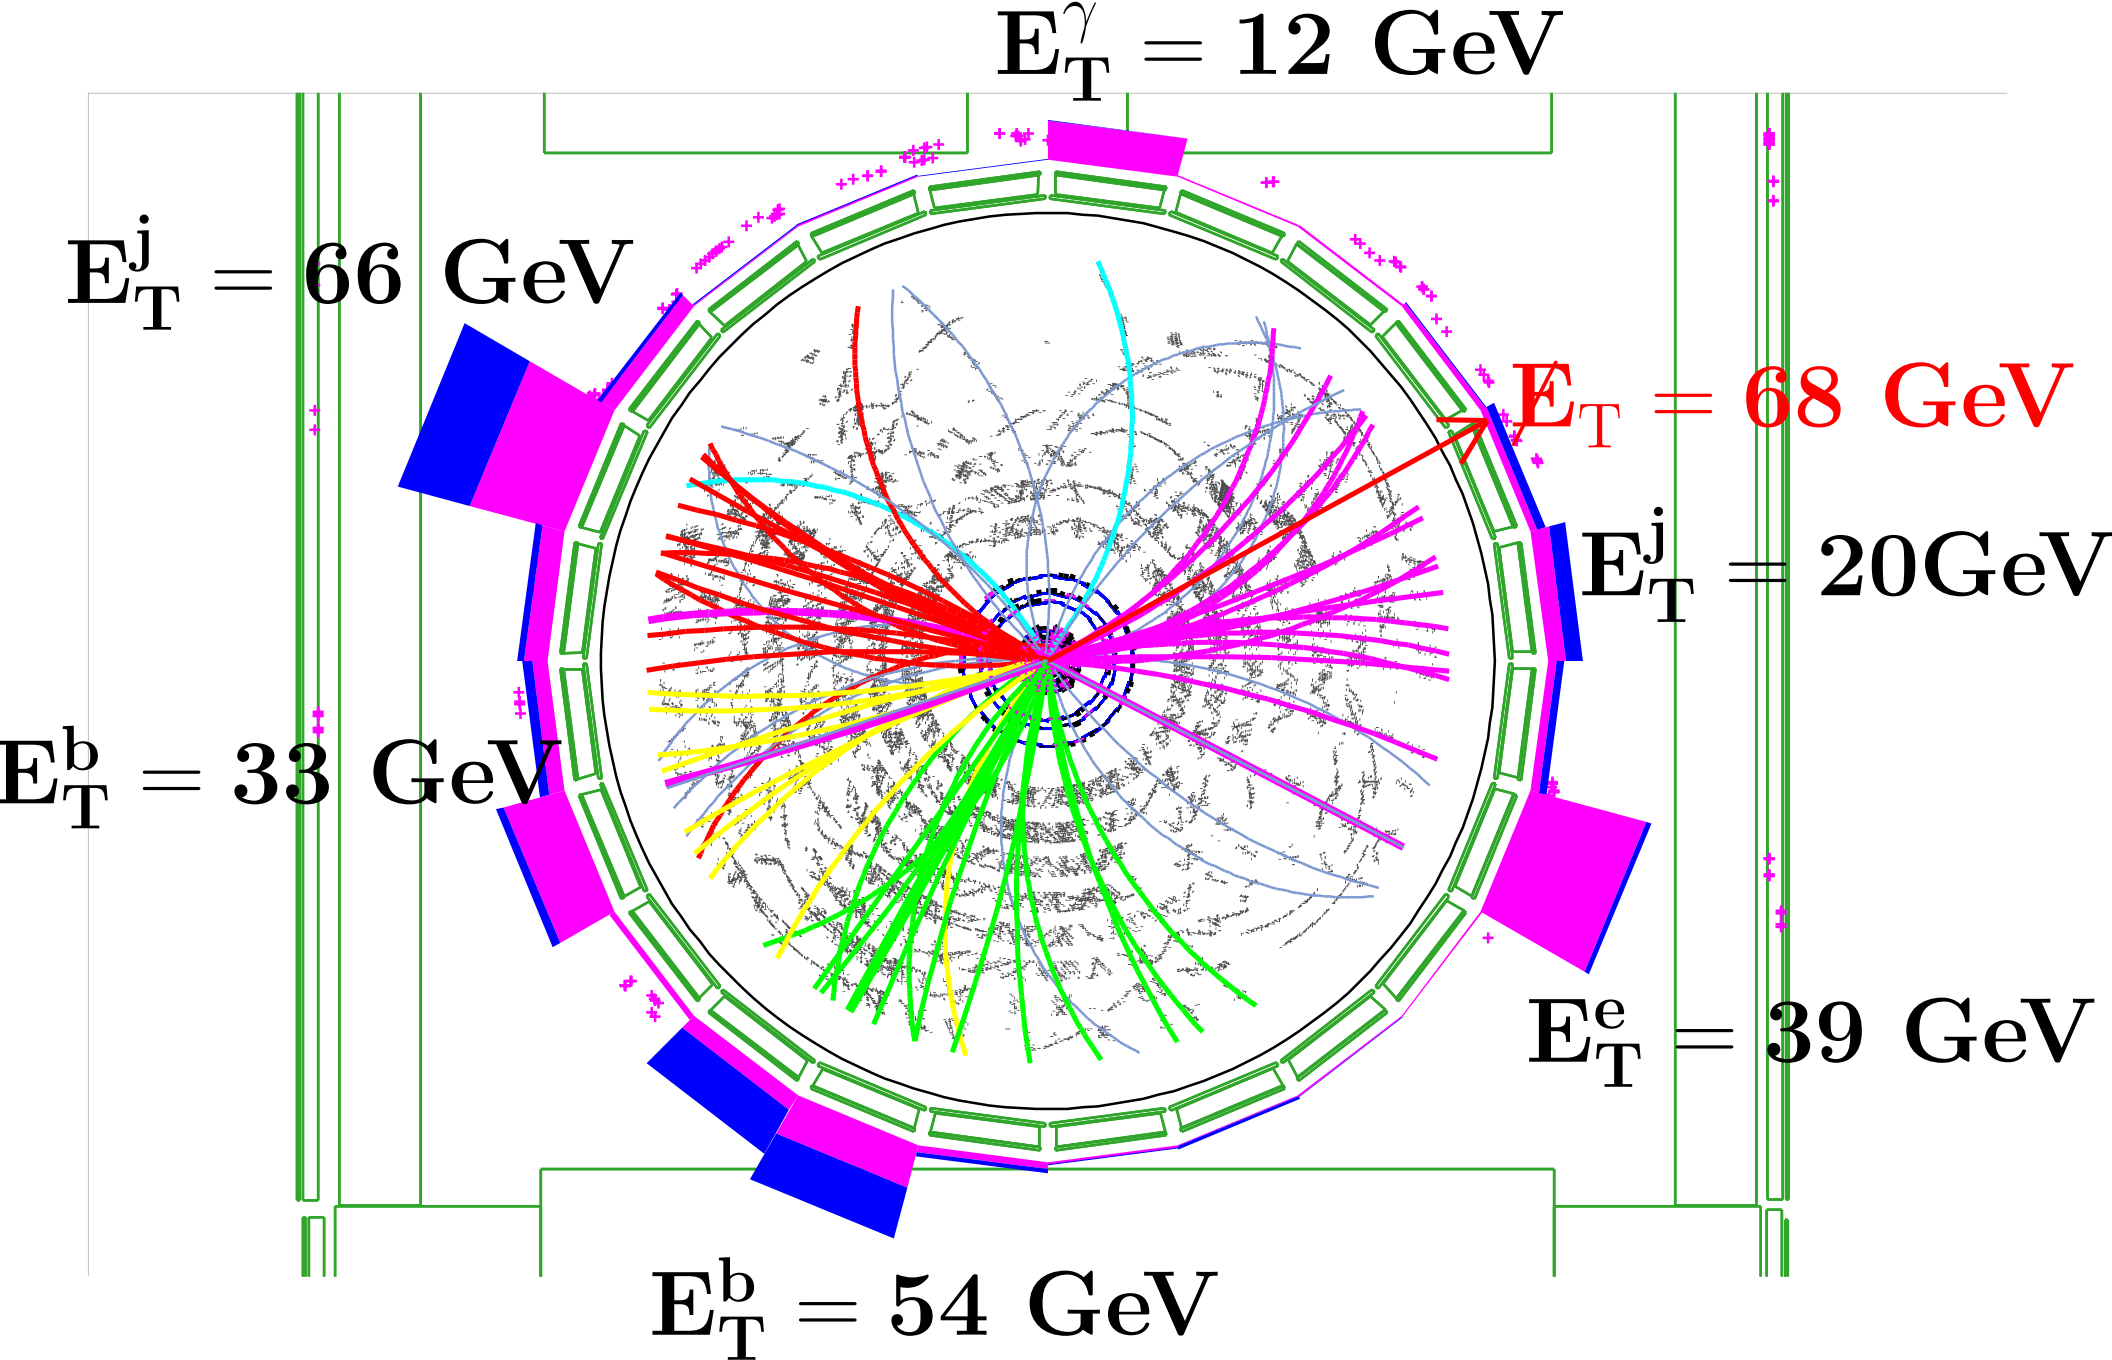 E_T^γ = 12 GeV
E_T^j = 66 GeV
E̸_T = 68 GeV
E_T^j = 20GeV
E_T^b = 33 GeV
E_T^e = 39 GeV
E_T^b = 54 GeV